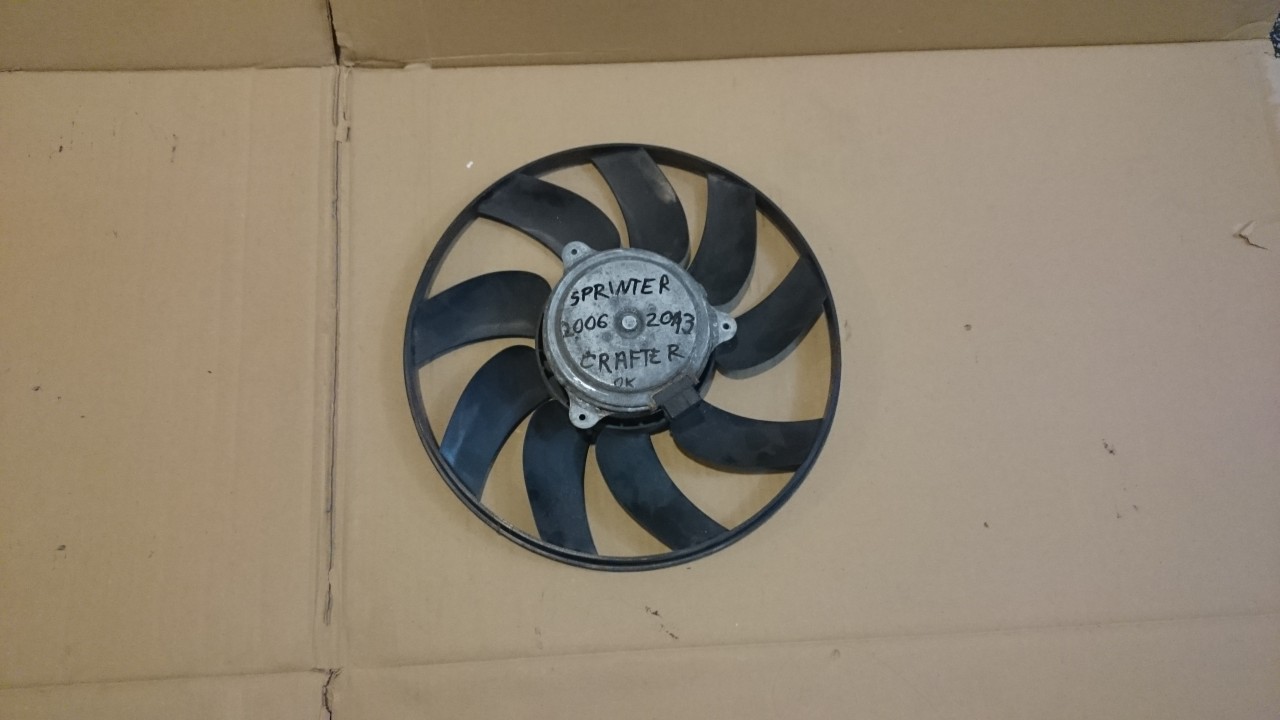 SPRINTER
2006 2013
CRAFTER
OK